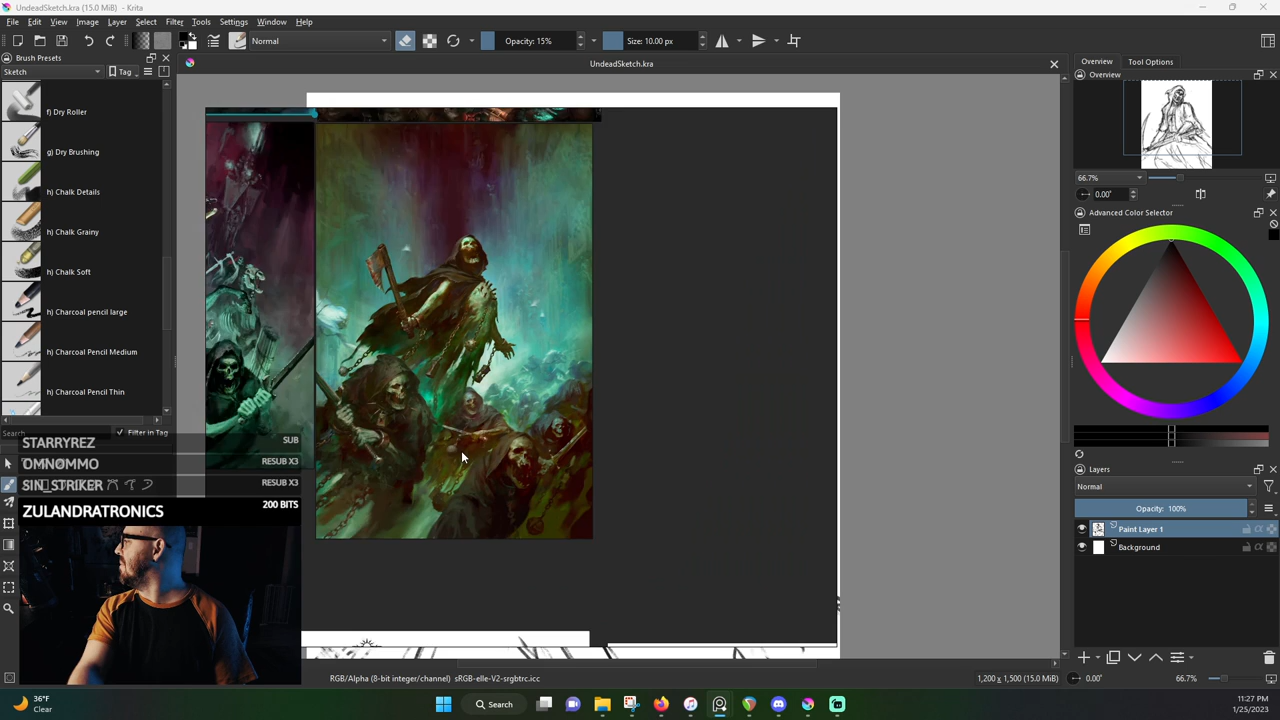 UndeadSketch.kra (15.0 MiB) - Krita
File Edit View Image Layer Select Filter Tools Settings Window Help
Normal
Opacity: 15%
Size: 10.00 px
Brush Presets
Sketch
Tag
UndeadSketch.kra
f) Dry Roller
g) Dry Brushing
h) Chalk Details
h) Chalk Grainy
h) Chalk Soft
h) Charcoal pencil large
h) Charcoal Pencil Medium
h) Charcoal Pencil Thin
Search
Filter in Tag
STARRYREZ SUB
OMNOMMO RESUB X3
SIN_STRIKER RESUB X3
ZULANDRATRONICS 200 BITS
Overview Tool Options
Overview
66.7%
0.00°
Advanced Color Selector
Layers
Normal
Opacity: 100%
Paint Layer 1
Background
RGB/Alpha (8-bit integer/channel) sRGB-elle-V2-srgbtrc.icc
1,200 x 1,500 (15.0 MiB)
0.00°
66.7%
36°F
Clear
Search
11:27 PM
1/25/2023